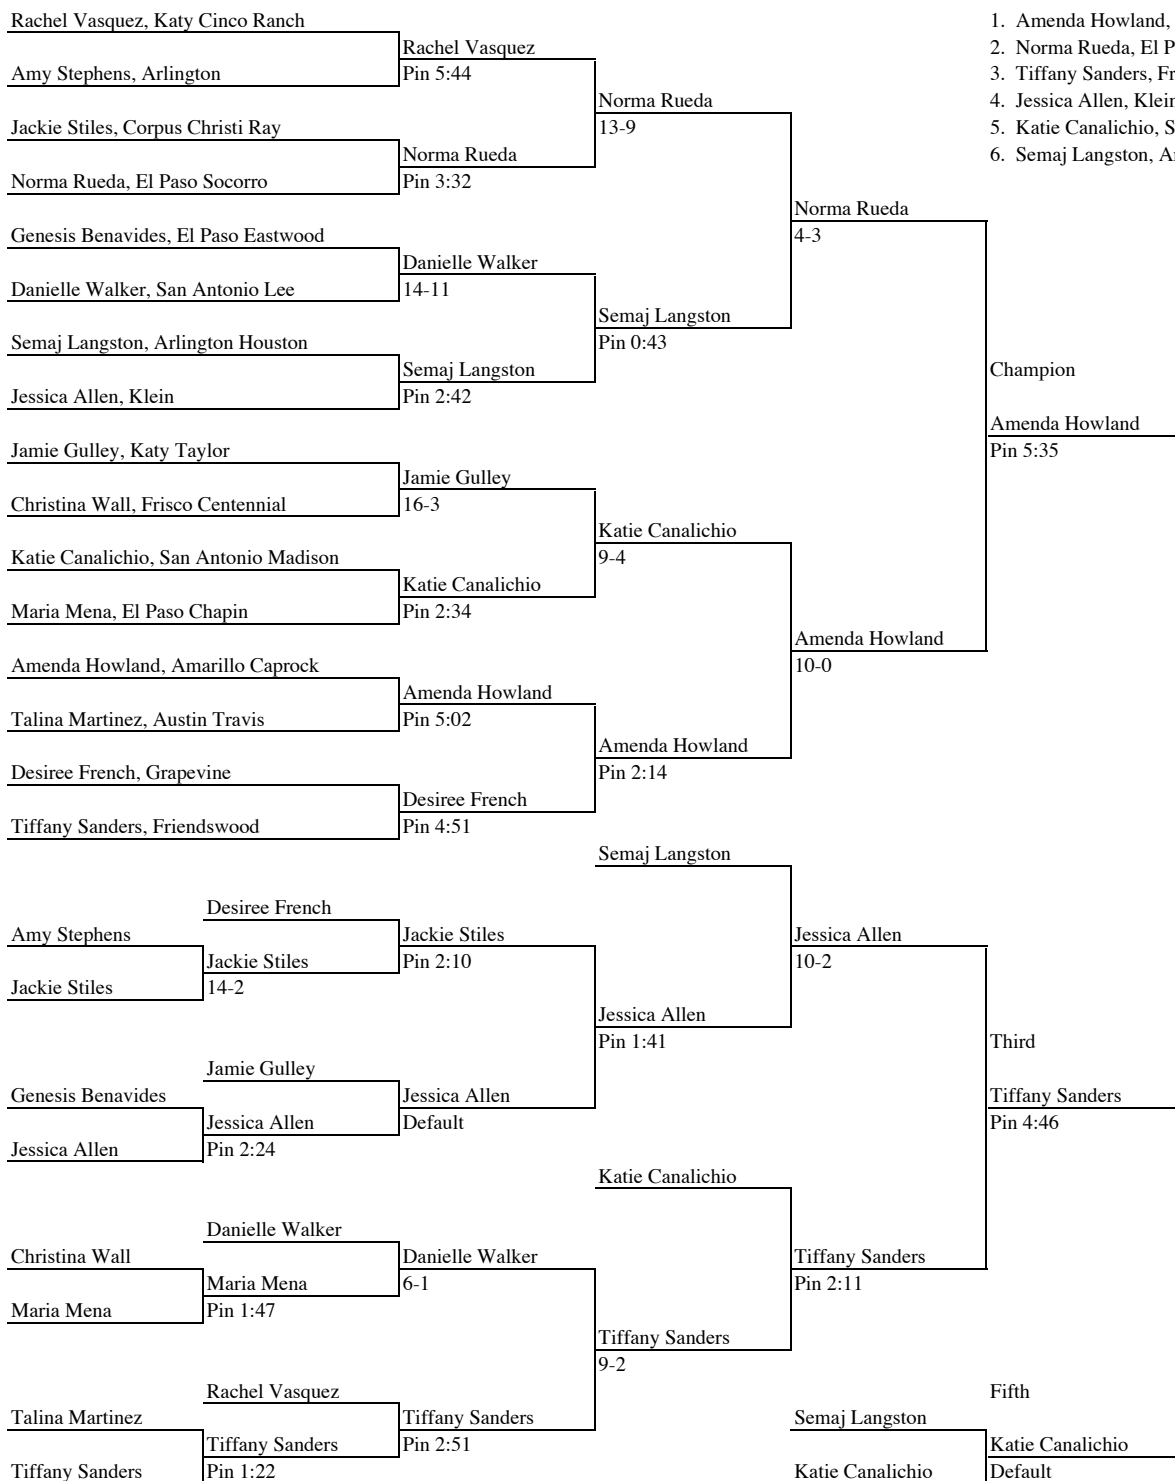 Rachel Vasquez, Katy Cinco Ranch
1. Amenda Howland,
Rachel Vasquez
2. Norma Rueda, El P
Amy Stephens, Arlington
Pin 5:44
3. Tiffany Sanders, Fr
Norma Rueda
4. Jessica Allen, Klein
Jackie Stiles, Corpus Christi Ray
13-9
5. Katie Canalichio, S
Norma Rueda
6. Semaj Langston, A
Norma Rueda, El Paso Socorro
Pin 3:32
Norma Rueda
Genesis Benavides, El Paso Eastwood
4-3
Danielle Walker
Danielle Walker, San Antonio Lee
14-11
Semaj Langston
Semaj Langston, Arlington Houston
Pin 0:43
Semaj Langston
Champion
Jessica Allen, Klein
Pin 2:42
Amenda Howland
Jamie Gulley, Katy Taylor
Pin 5:35
Jamie Gulley
Christina Wall, Frisco Centennial
16-3
Katie Canalichio
Katie Canalichio, San Antonio Madison
9-4
Katie Canalichio
Maria Mena, El Paso Chapin
Pin 2:34
Amenda Howland
Amenda Howland, Amarillo Caprock
10-0
Amenda Howland
Talina Martinez, Austin Travis
Pin 5:02
Amenda Howland
Desiree French, Grapevine
Pin 2:14
Desiree French
Tiffany Sanders, Friendswood
Pin 4:51
Semaj Langston
Desiree French
Amy Stephens
Jackie Stiles
Jessica Allen
Jackie Stiles
Pin 2:10
10-2
Jackie Stiles
14-2
Jessica Allen
Pin 1:41
Third
Jamie Gulley
Genesis Benavides
Jessica Allen
Tiffany Sanders
Jessica Allen
Default
Pin 4:46
Jessica Allen
Pin 2:24
Katie Canalichio
Danielle Walker
Christina Wall
Danielle Walker
Tiffany Sanders
Maria Mena
6-1
Pin 2:11
Maria Mena
Pin 1:47
Tiffany Sanders
9-2
Rachel Vasquez
Fifth
Talina Martinez
Tiffany Sanders
Semaj Langston
Tiffany Sanders
Pin 2:51
Katie Canalichio
Tiffany Sanders
Pin 1:22
Katie Canalichio
Default